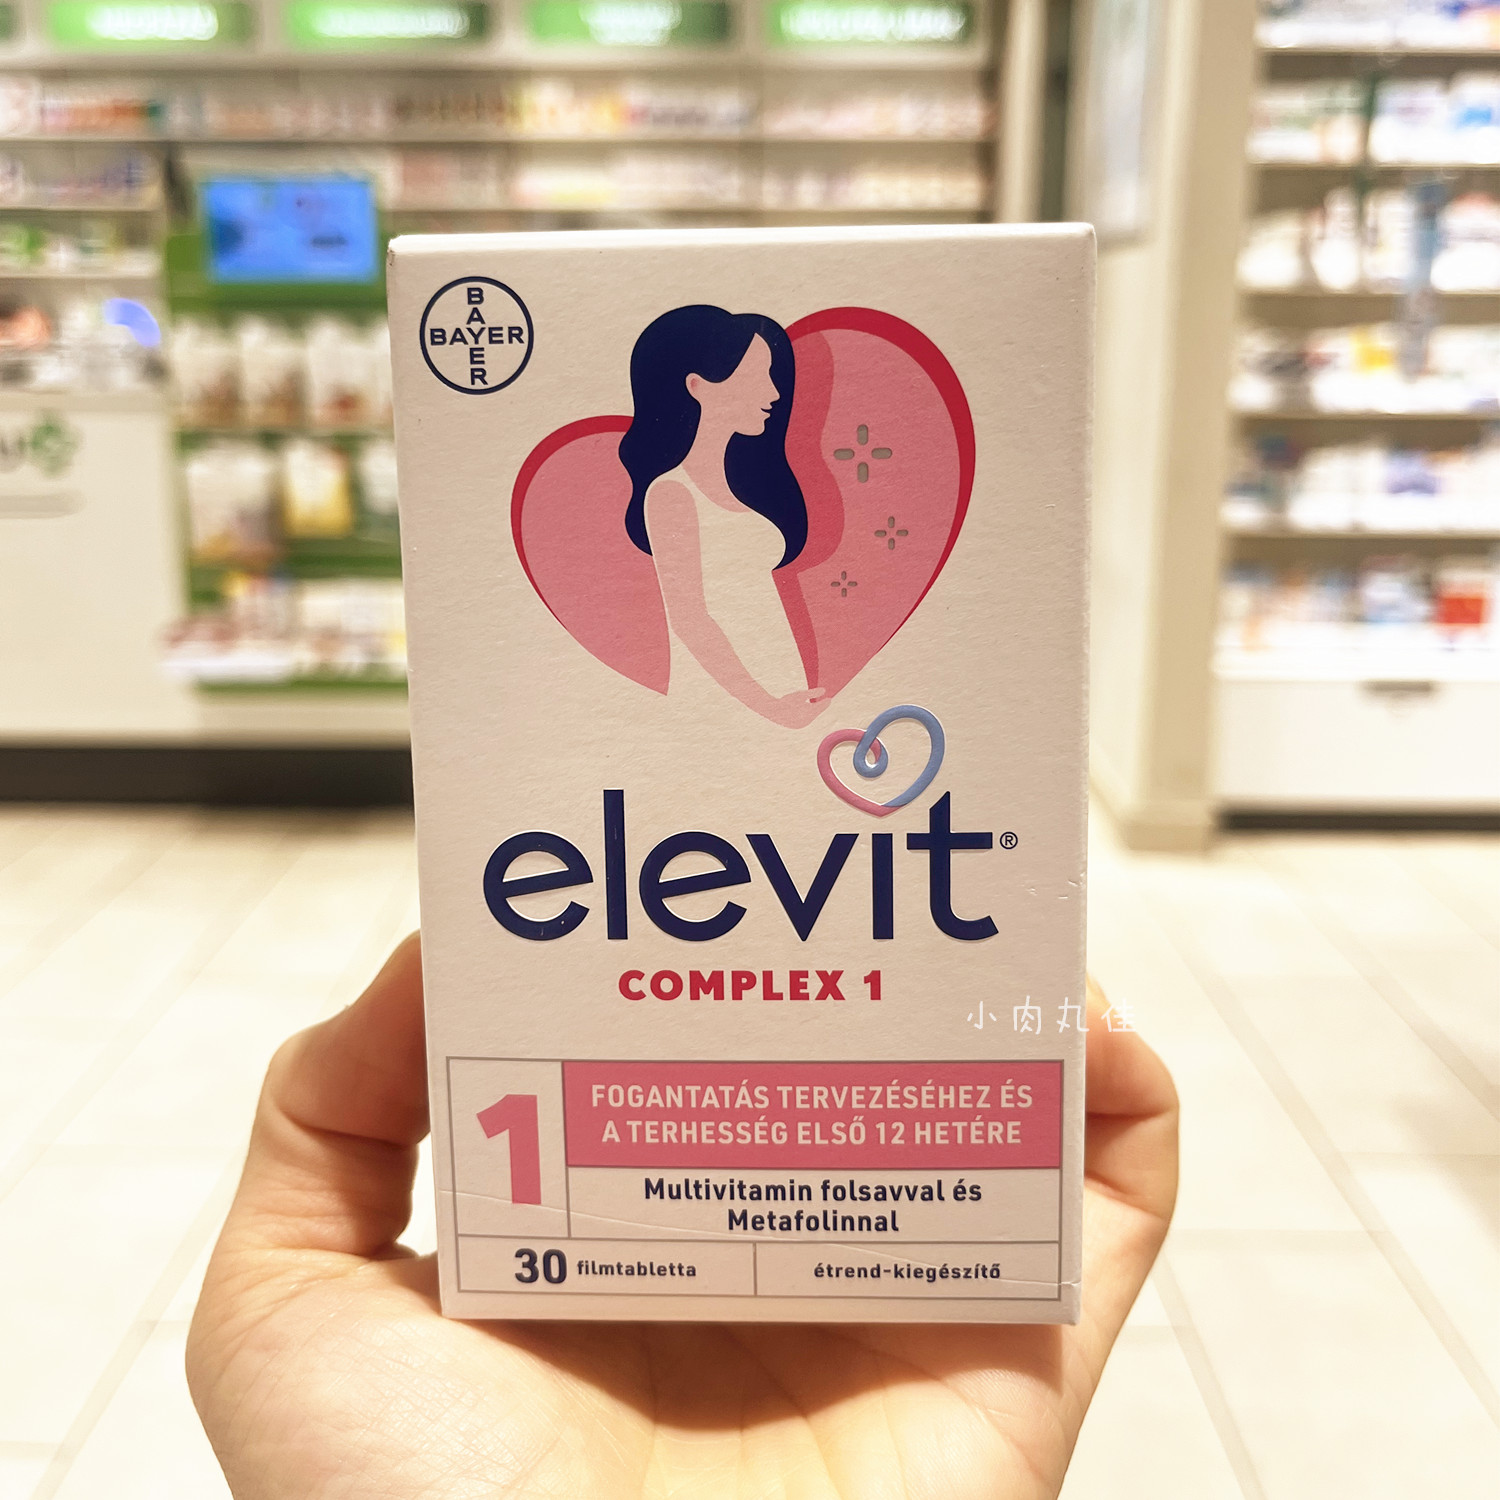 BAYER
BAYER
elevit®
COMPLEX 1
小肉丸佳
1
FOGANTATÁS TERVEZÉSÉHEZ ÉS
A TERHESSÉG ELSŐ 12 HETÉRE
Multivitamin folsavval és
Metafolinnal
30 filmtabletta
étrend-kiegészítő